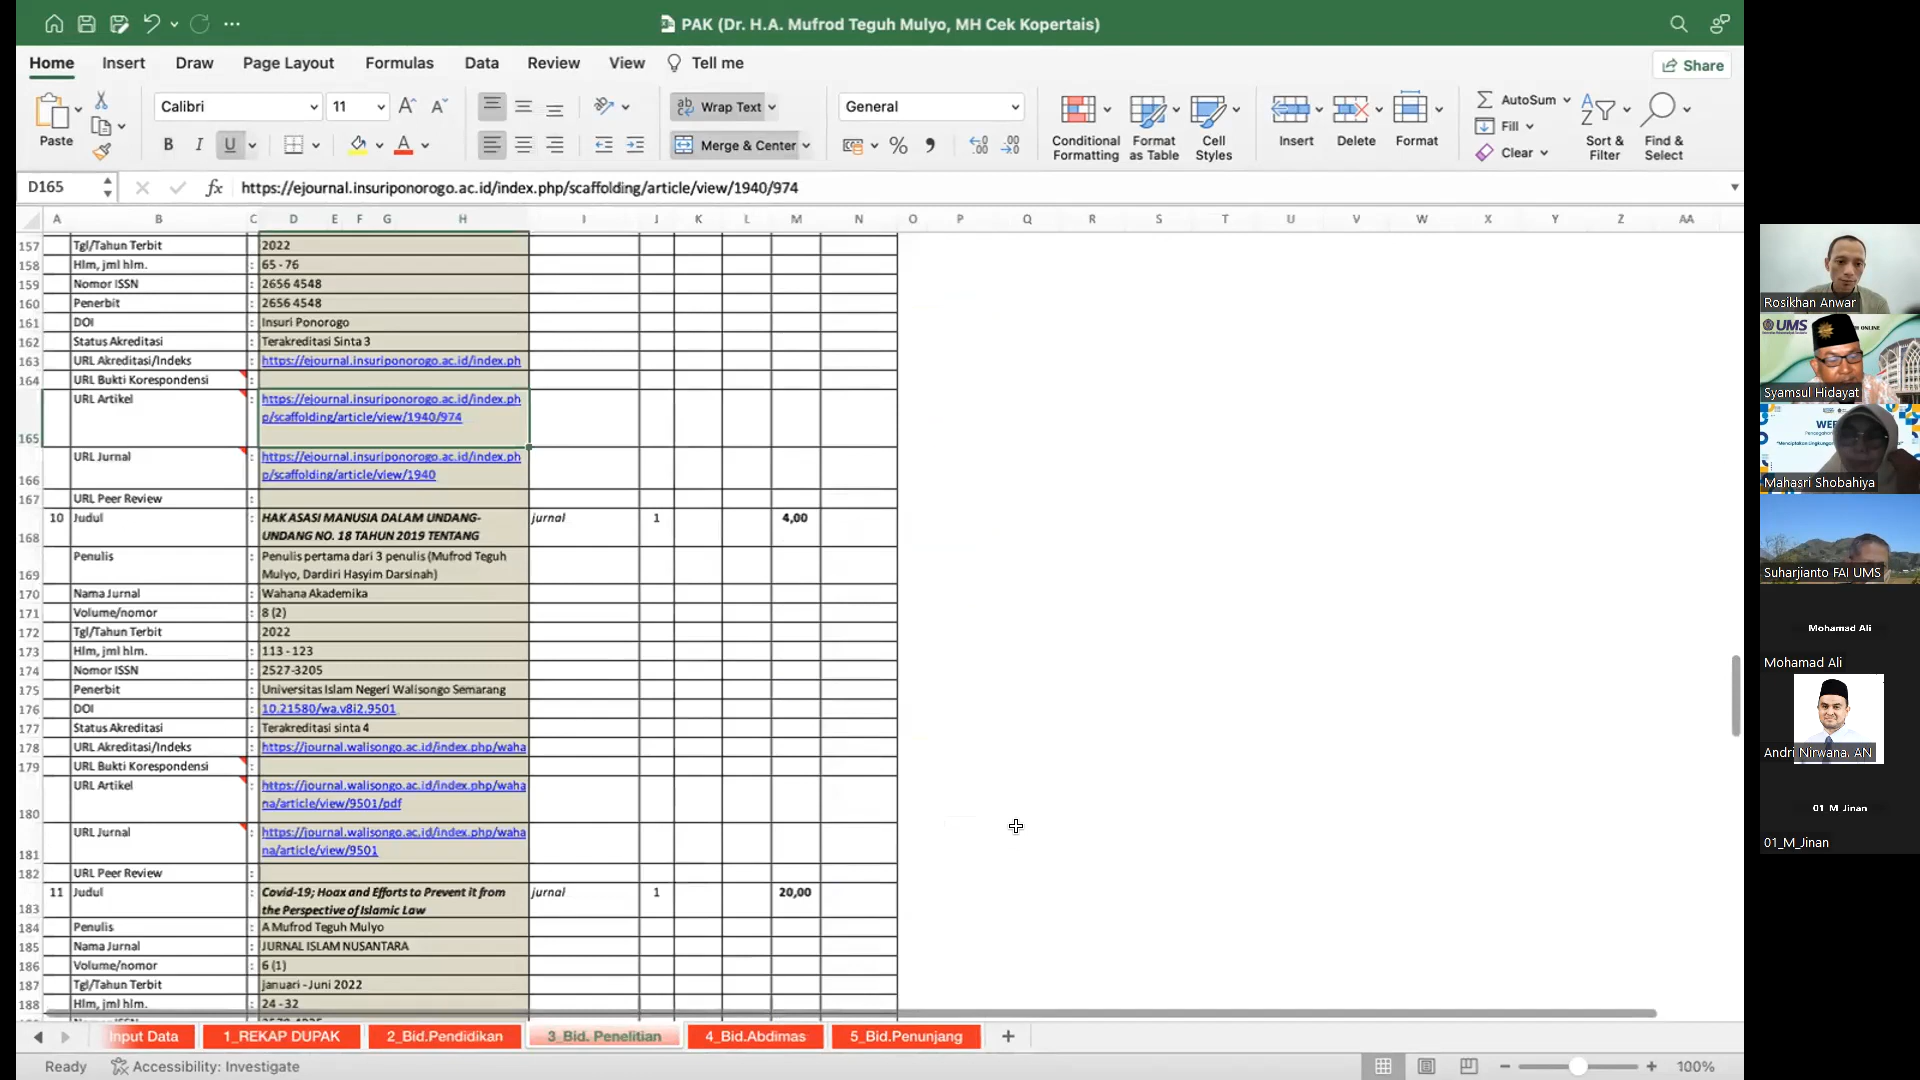 PAK (Dr. H.A. Mufrod Teguh Mulyo, MH Cek Kopertais)
Home Insert Draw Page Layout Formulas Data Review View Tell me
Share
Paste
Calibri 11
B I U
Wrap Text
Merge & Center
General
Conditional Formatting
Format as Table
Cell Styles
Insert
Delete
Format
AutoSum
Fill
Clear
Sort & Filter
Find & Select
D165 fx https://ejournal.insuriponorogo.ac.id/index.php/scaffolding/article/view/1940/974
A B C D E F G H I J K L M N O P Q R S T U V W X Y Z AA
157 Tgl/Tahun Terbit : 2022
158 Hlm, jml hlm. : 65 - 76
159 Nomor ISSN : 2656 4548
160 Penerbit : 2656 4548
161 DOI : Insuri Ponorogo
162 Status Akreditasi : Terakreditasi Sinta 3
163 URL Akreditasi/Indeks : https://ejournal.insuriponorogo.ac.id/index.ph
164 URL Bukti Korespondensi :
165 URL Artikel : https://ejournal.insuriponorogo.ac.id/index.ph
p/scaffolding/article/view/1940/974
166 URL Jurnal : https://ejournal.insuriponorogo.ac.id/index.ph
p/scaffolding/article/view/1940
167 URL Peer Review :
168 10 Judul : HAK ASASI MANUSIA DALAM UNDANG- jurnal 1 4,00
UNDANG NO. 18 TAHUN 2019 TENTANG
169 Penulis : Penulis pertama dari 3 penulis (Mufrod Teguh
Mulyo, Dardiri Hasyim Darsinah)
170 Nama Jurnal : Wahana Akademika
171 Volume/nomor : 8 (2)
172 Tgl/Tahun Terbit : 2022
173 Hlm, jml hlm. : 113 - 123
174 Nomor ISSN : 2527-3205
175 Penerbit : Universitas Islam Negeri Walisongo Semarang
176 DOI : 10.21580/wa.v8i2.9501
177 Status Akreditasi : Terakreditasi sinta 4
178 URL Akreditasi/Indeks : https://journal.walisongo.ac.id/index.php/waha
179 URL Bukti Korespondensi :
180 URL Artikel : https://journal.walisongo.ac.id/index.php/waha
na/article/view/9501/pdf
181 URL Jurnal : https://journal.walisongo.ac.id/index.php/waha
na/article/view/9501
182 URL Peer Review :
183 11 Judul : Covid-19; Hoax and Efforts to Prevent it from jurnal 1 20,00
the Perspective of Islamic Law
184 Penulis : A Mufrod Teguh Mulyo
185 Nama Jurnal : JURNAL ISLAM NUSANTARA
186 Volume/nomor : 6 (1)
187 Tgl/Tahun Terbit : januari - Juni 2022
188 Hlm, jml hlm. : 24 - 32
Input Data 1_REKAP DUPAK 2_Bid.Pendidikan 3_Bid. Penelitian 4_Bid.Abdimas 5_Bid.Penunjang +
Ready Accessibility: Investigate 100%
Rosikhan Anwar
UMS
ONLINE
Syamsul Hidayat
Mahasri Shobahiya
Suharjianto FAI UMS
Mohamad Ali
Mohamad Ali
Andri Nirwana. AN
01 M Jinan
01_M_Jinan